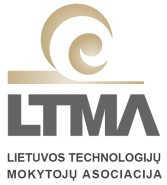 LTMA
LIETUVOS TECHNOLOGIJŲ
MOKYTOJŲ ASOCIACIJA